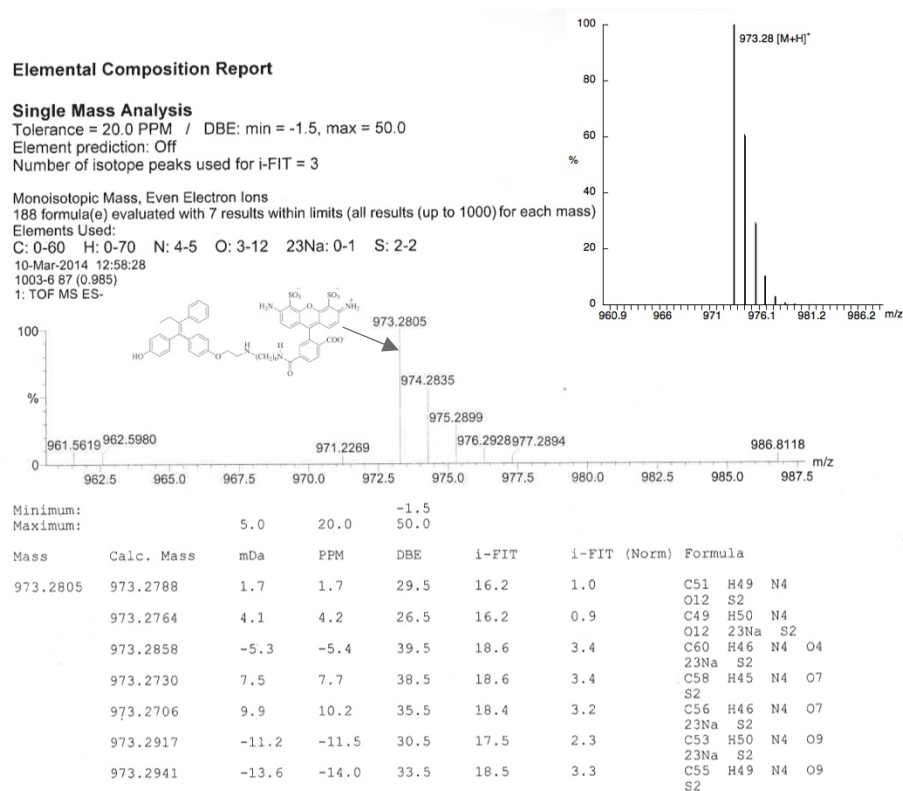 Elemental Composition Report
Single Mass Analysis
Tolerance = 20.0 PPM / DBE: min = -1.5, max = 50.0
Element prediction: Off
Number of isotope peaks used for i-FIT = 3
Monoisotopic Mass, Even Electron Ions
188 formula(e) evaluated with 7 results within limits (all results (up to 1000) for each mass)
Elements Used:
C: 0-60 H: 0-70 N: 4-5 O: 3-12 23Na: 0-1 S: 2-2
10-Mar-2014 12:58:28
1003-6 87 (0.985)
1: TOF MS ES-
100
80
60
%
40
20
0
973.28 [M+H]+
960.9 966 971 976.1 981.2 986.2 m/z
SO3- SO3-
H2N O NH2+
COO-
HO O H N (CH2)6 H N O
100
%
0
961.5619 962.5980 971.2269 973.2805 974.2835 975.2899 976.2928 977.2894 986.8118
962.5 965.0 967.5 970.0 972.5 975.0 977.5 980.0 982.5 985.0 987.5 m/z
Minimum: -1.5
Maximum: 5.0 20.0 50.0
Mass Calc. Mass mDa PPM DBE i-FIT i-FIT (Norm) Formula
973.2805 973.2788 1.7 1.7 29.5 16.2 1.0 C51 H49 N4
O12 S2
973.2764 4.1 4.2 26.5 16.2 0.9 C49 H50 N4
O12 23Na S2
973.2858 -5.3 -5.4 39.5 18.6 3.4 C60 H46 N4 O4
23Na S2
973.2730 7.5 7.7 38.5 18.6 3.4 C58 H45 N4 O7
S2
973.2706 9.9 10.2 35.5 18.4 3.2 C56 H46 N4 O7
23Na S2
973.2917 -11.2 -11.5 30.5 17.5 2.3 C53 H50 N4 O9
23Na S2
973.2941 -13.6 -14.0 33.5 18.5 3.3 C55 H49 N4 O9
S2